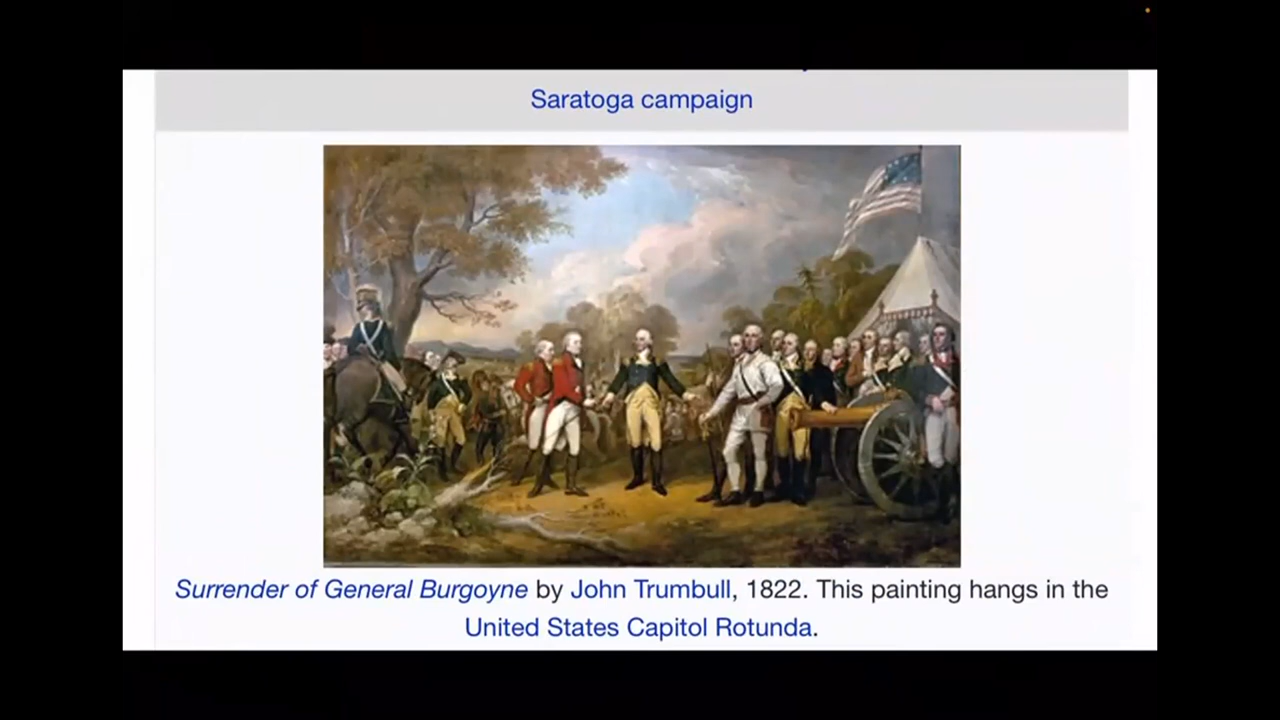 Saratoga campaign
Surrender of General Burgoyne by John Trumbull, 1822. This painting hangs in the
United States Capitol Rotunda.